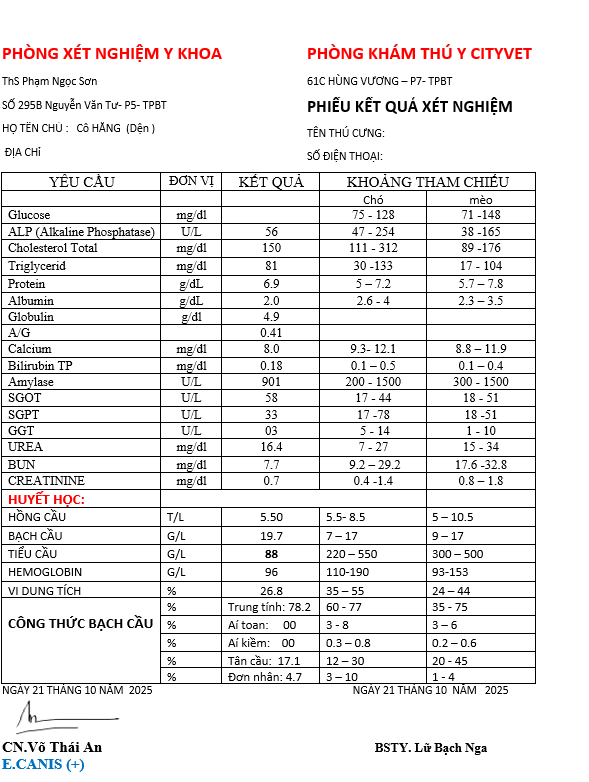 PHÒNG XÉT NGHIỆM Y KHOA PHÒNG KHÁM THÚ Y CITYVET
ThS Phạm Ngọc Sơn 61C HÙNG VƯƠNG – P7- TPBT
SỐ 295B Nguyễn Văn Tư- P5- TPBT PHIẾU KẾT QUẢ XÉT NGHIỆM
HỌ TÊN CHỦ : Cô HẰNG (Dện ) TÊN THÚ CƯNG:
ĐỊA CHỈ SỐ ĐIỆN THOẠI:
YÊU CẦU ĐƠN VỊ KẾT QUẢ KHOẢNG THAM CHIẾU
Chó mèo
Glucose mg/dl 75 - 128 71 -148
ALP (Alkaline Phosphatase) U/L 56 47 - 254 38 -165
Cholesterol Total mg/dl 150 111 - 312 89 -176
Triglycerid mg/dl 81 30 -133 17 - 104
Protein g/dL 6.9 5 – 7.2 5.7 – 7.8
Albumin g/dL 2.0 2.6 - 4 2.3 – 3.5
Globulin g/dl 4.9
A/G 0.41
Calcium mg/dl 8.0 9.3- 12.1 8.8 – 11.9
Bilirubin TP mg/dl 0.18 0.1 – 0.5 0.1 – 0.4
Amylase U/L 901 200 - 1500 300 - 1500
SGOT U/L 58 17 - 44 18 - 51
SGPT U/L 33 17 -78 18 -51
GGT U/L 03 5 - 14 1 - 10
UREA mg/dl 16.4 7 - 27 15 - 34
BUN mg/dl 7.7 9.2 – 29.2 17.6 -32.8
CREATININE mg/dl 0.7 0.4 -1.4 0.8 – 1.8
HUYẾT HỌC:
HỒNG CẦU T/L 5.50 5.5- 8.5 5 – 10.5
BẠCH CẦU G/L 19.7 7 – 17 9 – 17
TIỂU CẦU G/L 88 220 – 550 300 – 500
HEMOGLOBIN G/L 96 110-190 93-153
VI DUNG TÍCH % 26.8 35 – 55 24 – 44
CÔNG THỨC BẠCH CẦU % Trung tính: 78.2 60 - 77 35 - 75
% Aí toan: 00 3 - 8 3 – 6
% Aí kiềm: 00 0.3 – 0.8 0.2 – 0.6
% Tân cầu: 17.1 12 – 30 20 - 45
% Đơn nhân: 4.7 3 – 10 1 - 4
NGÀY 21 THÁNG 10 NĂM 2025 NGÀY 21 THÁNG 10 NĂM 2025
CN.Võ Thái An BSTY. Lữ Bạch Nga
E.CANIS (+)